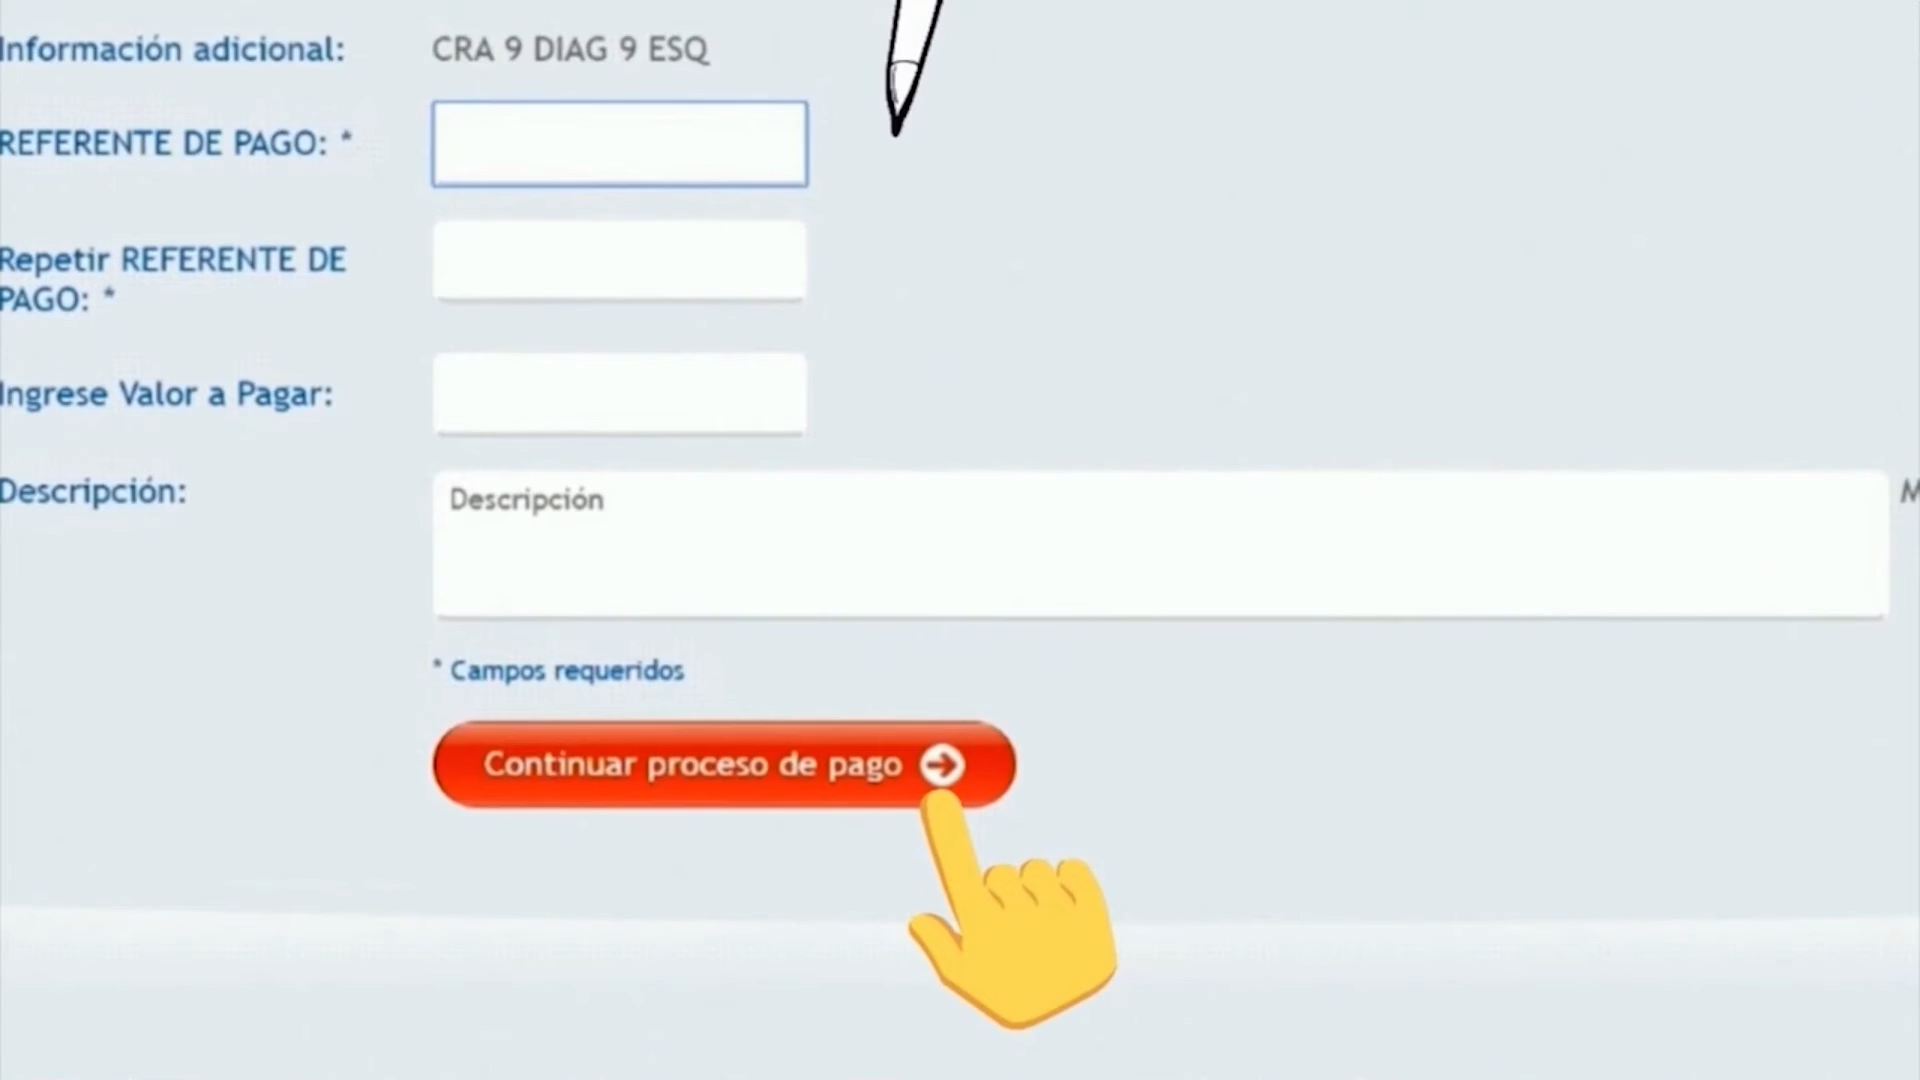 Información adicional: CRA 9 DIAG 9 ESQ
REFERENTE DE PAGO: *
Repetir REFERENTE DE
PAGO: *
Ingrese Valor a Pagar:
Descripción: Descripción M
* Campos requeridos
Continuar proceso de pago